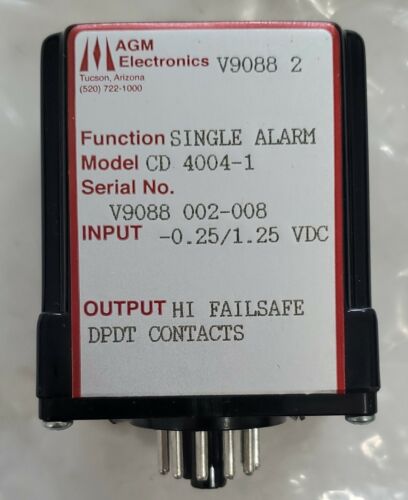 AGM
Electronics V9088 2
Tucson, Arizona
(520) 722-1000
Function SINGLE ALARM
Model CD 4004-1
Serial No.
V9088 002-008
INPUT -0.25/1.25 VDC
OUTPUT HI FAILSAFE
DPDT CONTACTS